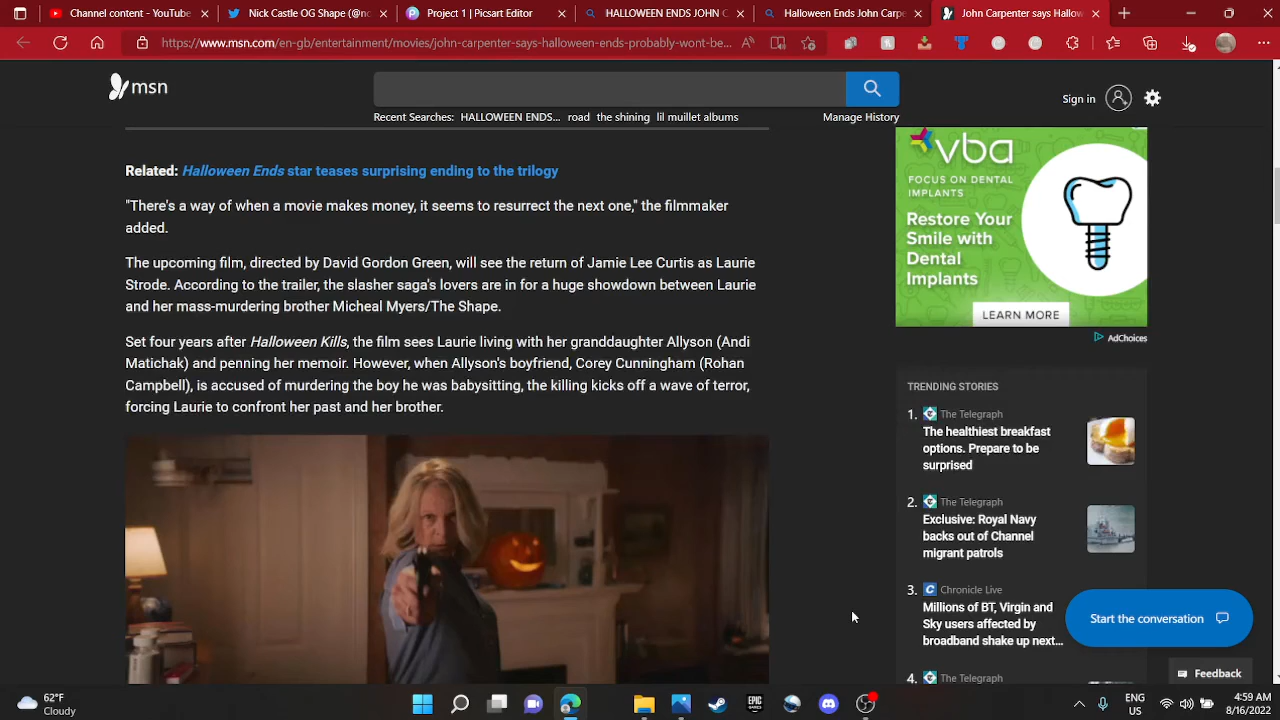 Content content - YouTube
Nick Castle OG Shape (@nc
Project 1 | Picsart Editor
HALLOWEEN ENDS JOHN C
Halloween Ends John Carpe
John Carpenter says Hallow
https://www.msn.com/en-gb/entertainment/movies/john-carpenter-says-halloween-ends-probably-wont-be...
msn
Sign in
Recent Searches: HALLOWEEN ENDS... road the shining lil muillet albums
Manage History
Related: Halloween Ends star teases surprising ending to the trilogy
"There's a way of when a movie makes money, it seems to resurrect the next one," the filmmaker
added.
The upcoming film, directed by David Gordon Green, will see the return of Jamie Lee Curtis as Laurie
Strode. According to the trailer, the slasher saga's lovers are in for a huge showdown between Laurie
and her mass-murdering brother Micheal Myers/The Shape.
Set four years after Halloween Kills, the film sees Laurie living with her granddaughter Allyson (Andi
Matichak) and penning her memoir. However, when Allyson's boyfriend, Corey Cunningham (Rohan
Campbell), is accused of murdering the boy he was babysitting, the killing kicks off a wave of terror,
forcing Laurie to confront her past and her brother.
vba
FOCUS ON DENTAL
IMPLANTS
Restore Your
Smile with
Dental
Implants
LEARN MORE
AdChoices
TRENDING STORIES
1. The Telegraph
The healthiest breakfast
options. Prepare to be
surprised
2. The Telegraph
Exclusive: Royal Navy
backs out of Channel
migrant patrols
3. Chronicle Live
Millions of BT, Virgin and
Sky users affected by
broadband shake up next...
4. The Telegraph
Start the conversation
Feedback
62°F
Cloudy
EPIC
GAMES
ENG
US
4:59 AM
8/16/2022